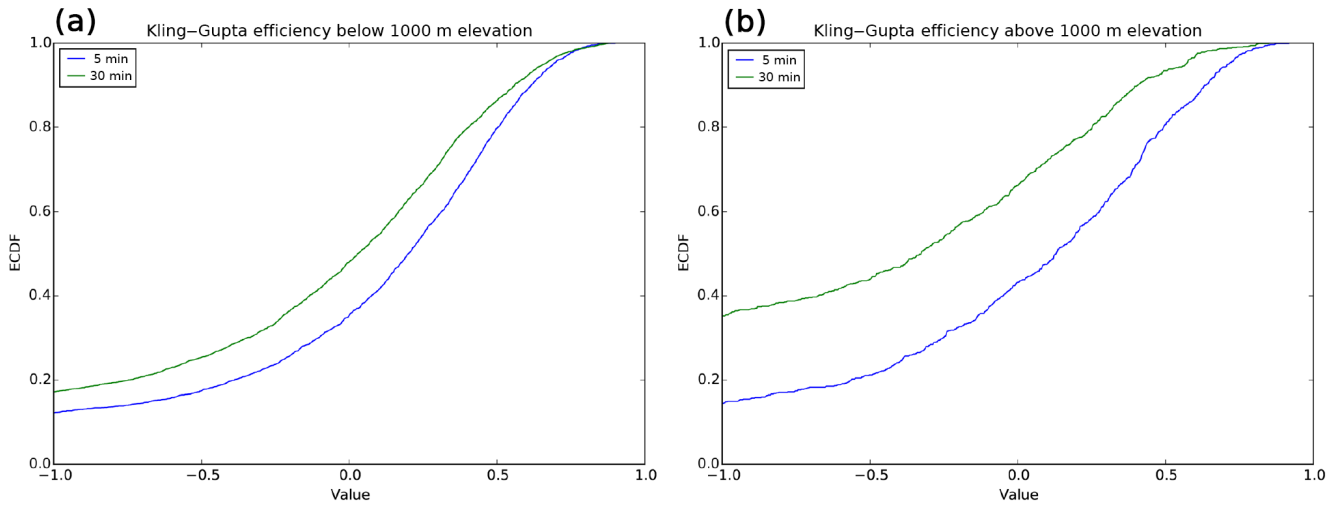 (a)
Kling−Gupta efficiency below 1000 m elevation
5 min
30 min
1.0
0.8
0.6
0.4
0.2
0.0
ECDF
−1.0 −0.5 0.0 0.5 1.0
Value
(b)
Kling−Gupta efficiency above 1000 m elevation
5 min
30 min
1.0
0.8
0.6
0.4
0.2
0.0
ECDF
−1.0 −0.5 0.0 0.5 1.0
Value